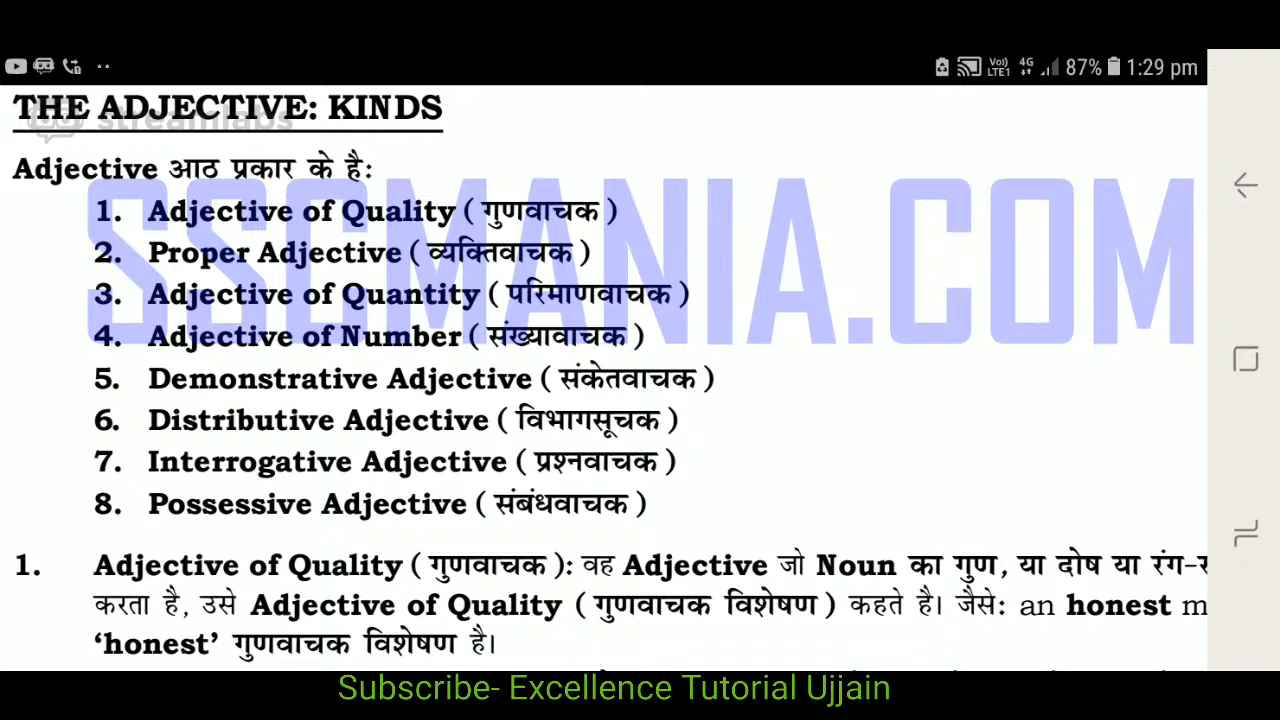 Voo) LTE1 4G 87% 1:29 pm
THE ADJECTIVE: KINDS
streamlabs
Adjective आठ प्रकार के है:
SSCMANIA.COM
1. Adjective of Quality ( गुणवाचक )
2. Proper Adjective ( व्यक्तिवाचक )
3. Adjective of Quantity ( परिमाणवाचक )
4. Adjective of Number ( संख्यावाचक )
5. Demonstrative Adjective ( संकेतवाचक )
6. Distributive Adjective ( विभागसूचक )
7. Interrogative Adjective ( प्रश्नवाचक )
8. Possessive Adjective ( संबंधवाचक )
1. Adjective of Quality ( गुणवाचक ): वह Adjective जो Noun का गुण, या दोष या रंग-
करता है, उसे Adjective of Quality ( गुणवाचक विशेषण ) कहते है। जैसे: an honest m
‘honest’ गुणवाचक विशेषण है।
Subscribe- Excellence Tutorial Ujjain